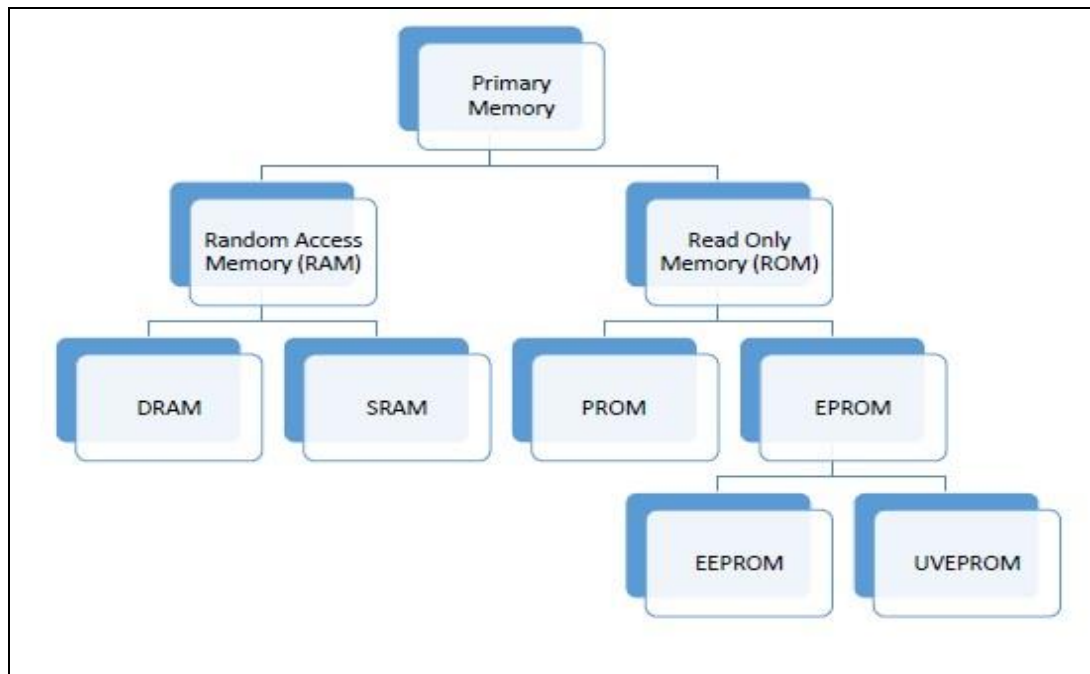 Primary
Memory
Random Access
Memory (RAM)
Read Only
Memory (ROM)
DRAM
SRAM
PROM
EPROM
EEPROM
UVEPROM